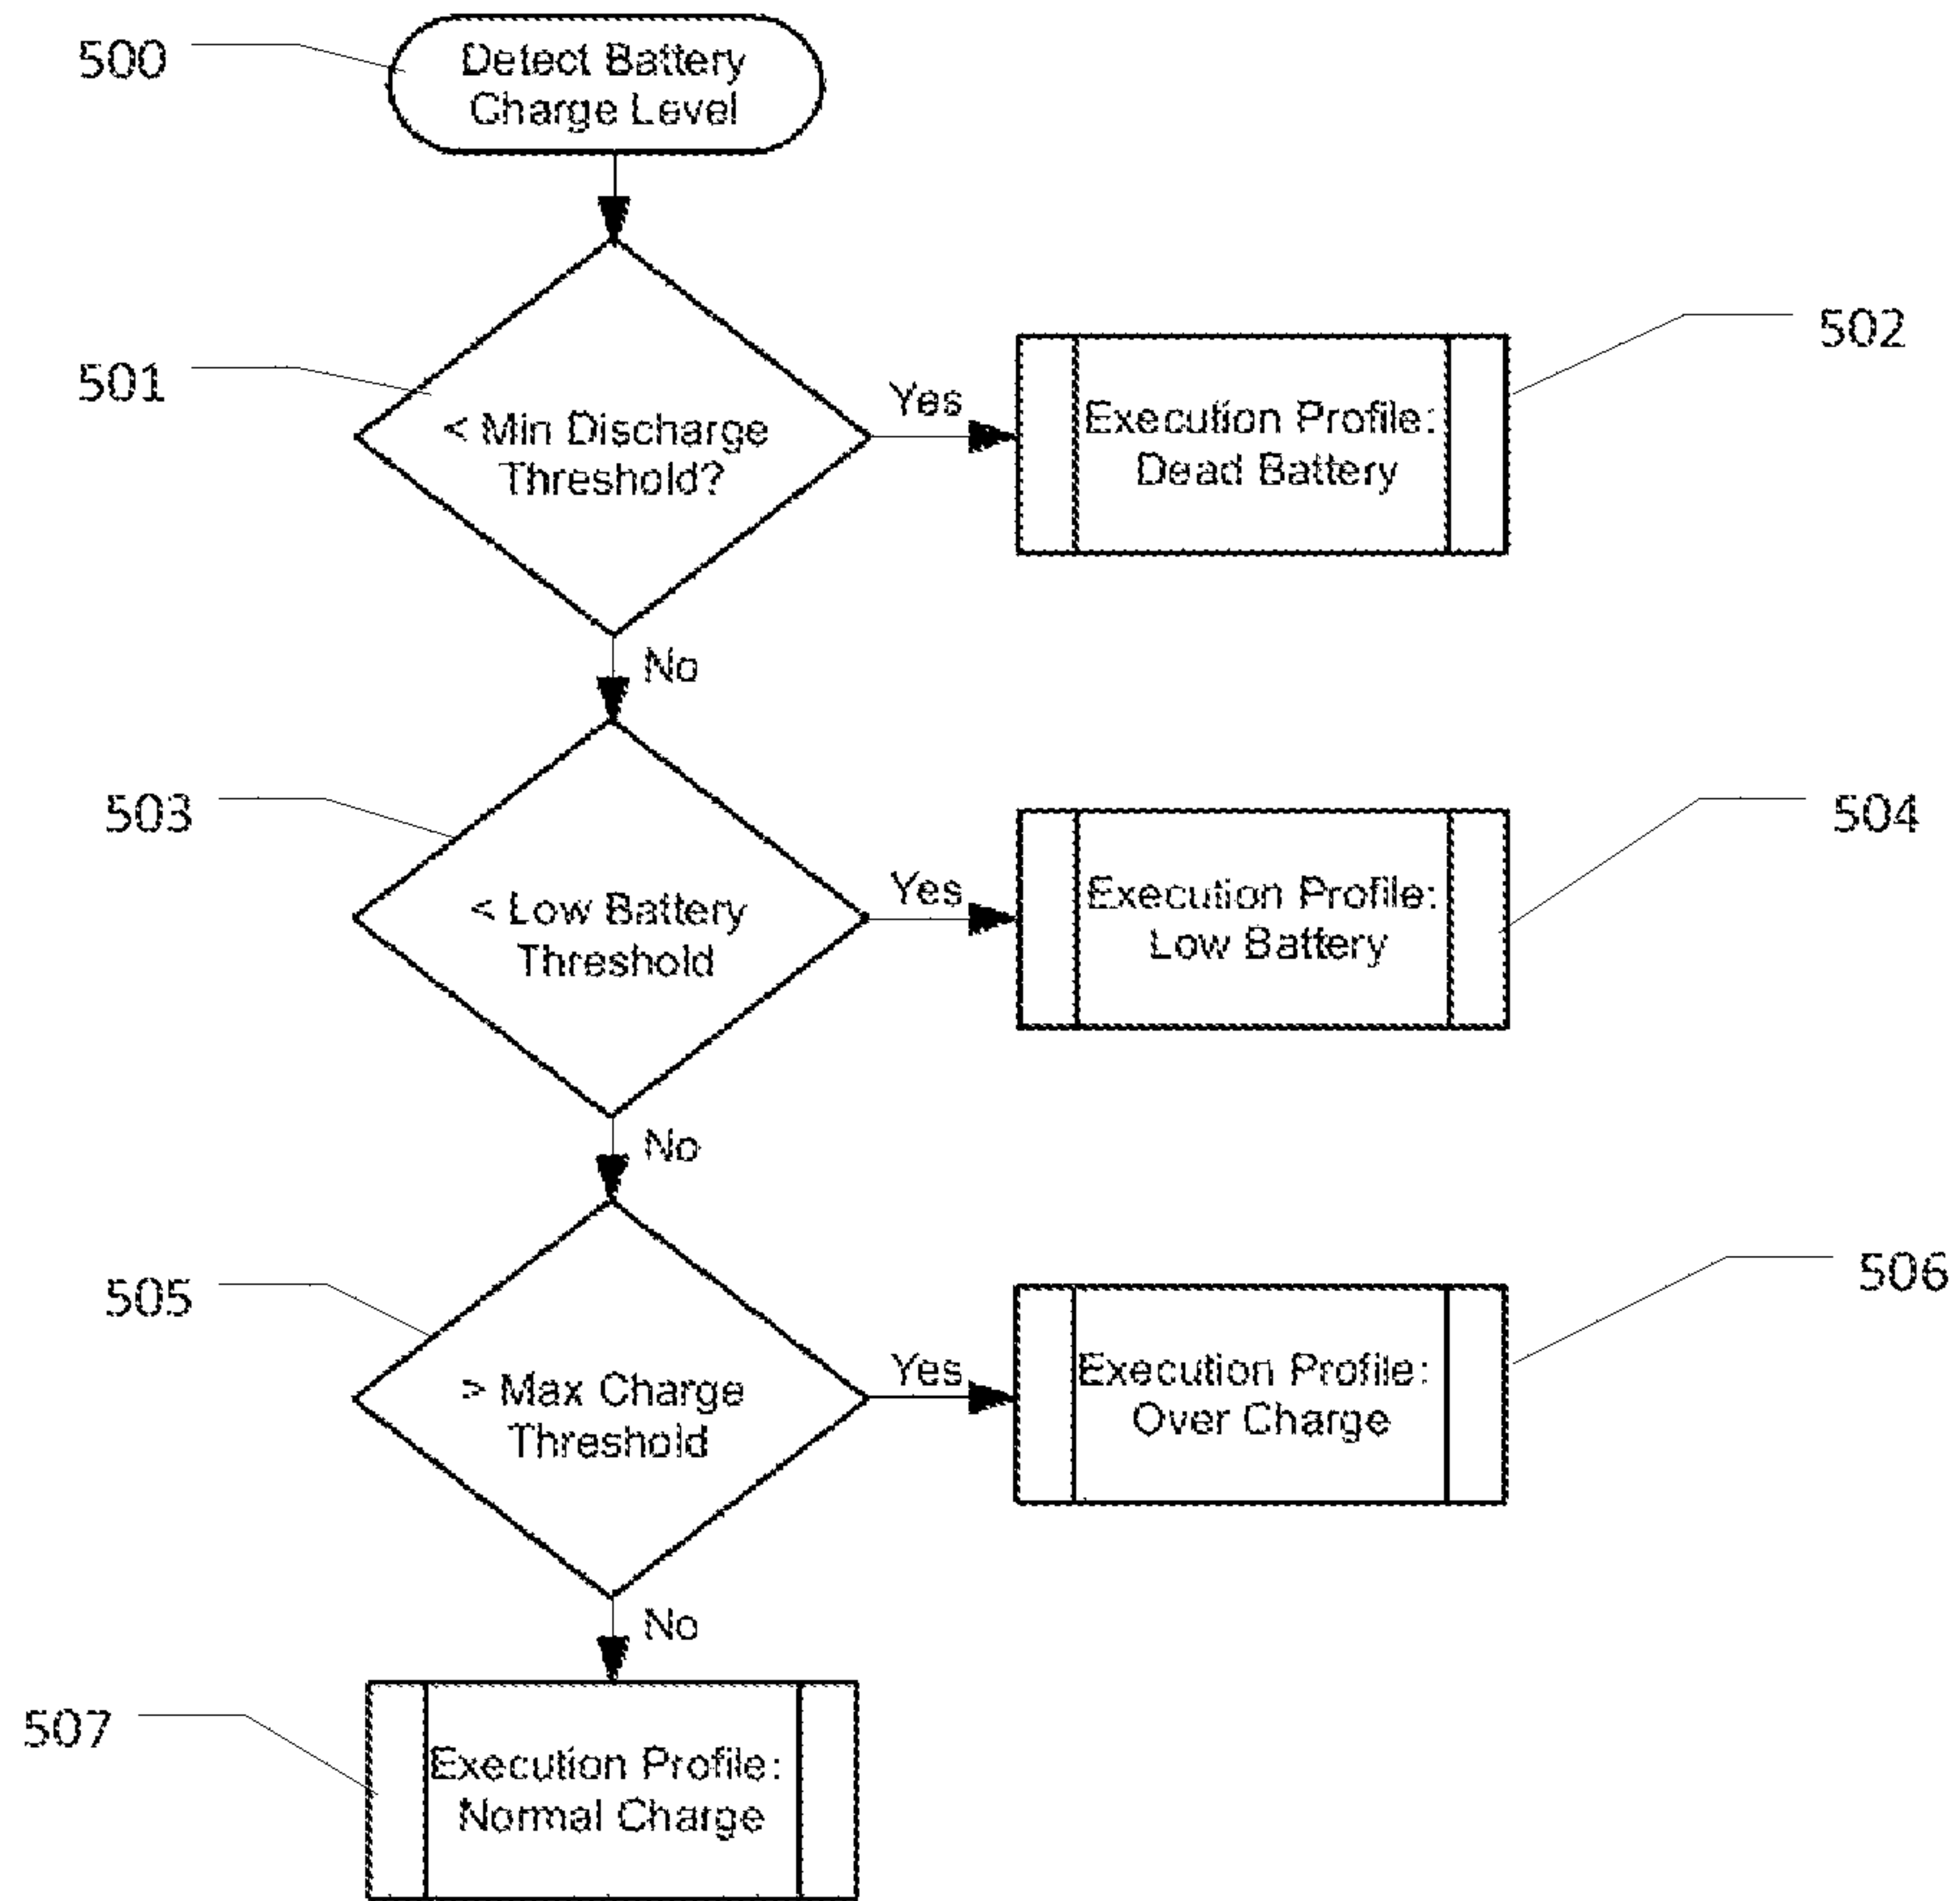 500
Detect Battery
Charge Level
501
< Min Discharge
Threshold?
Yes
502
Execution Profile:
Dead Battery
No
503
< Low Battery
Threshold
Yes
504
Execution Profile:
Low Battery
No
505
> Max Charge
Threshold
Yes
506
Execution Profile:
Over Charge
No
507
Execution Profile:
Normal Charge